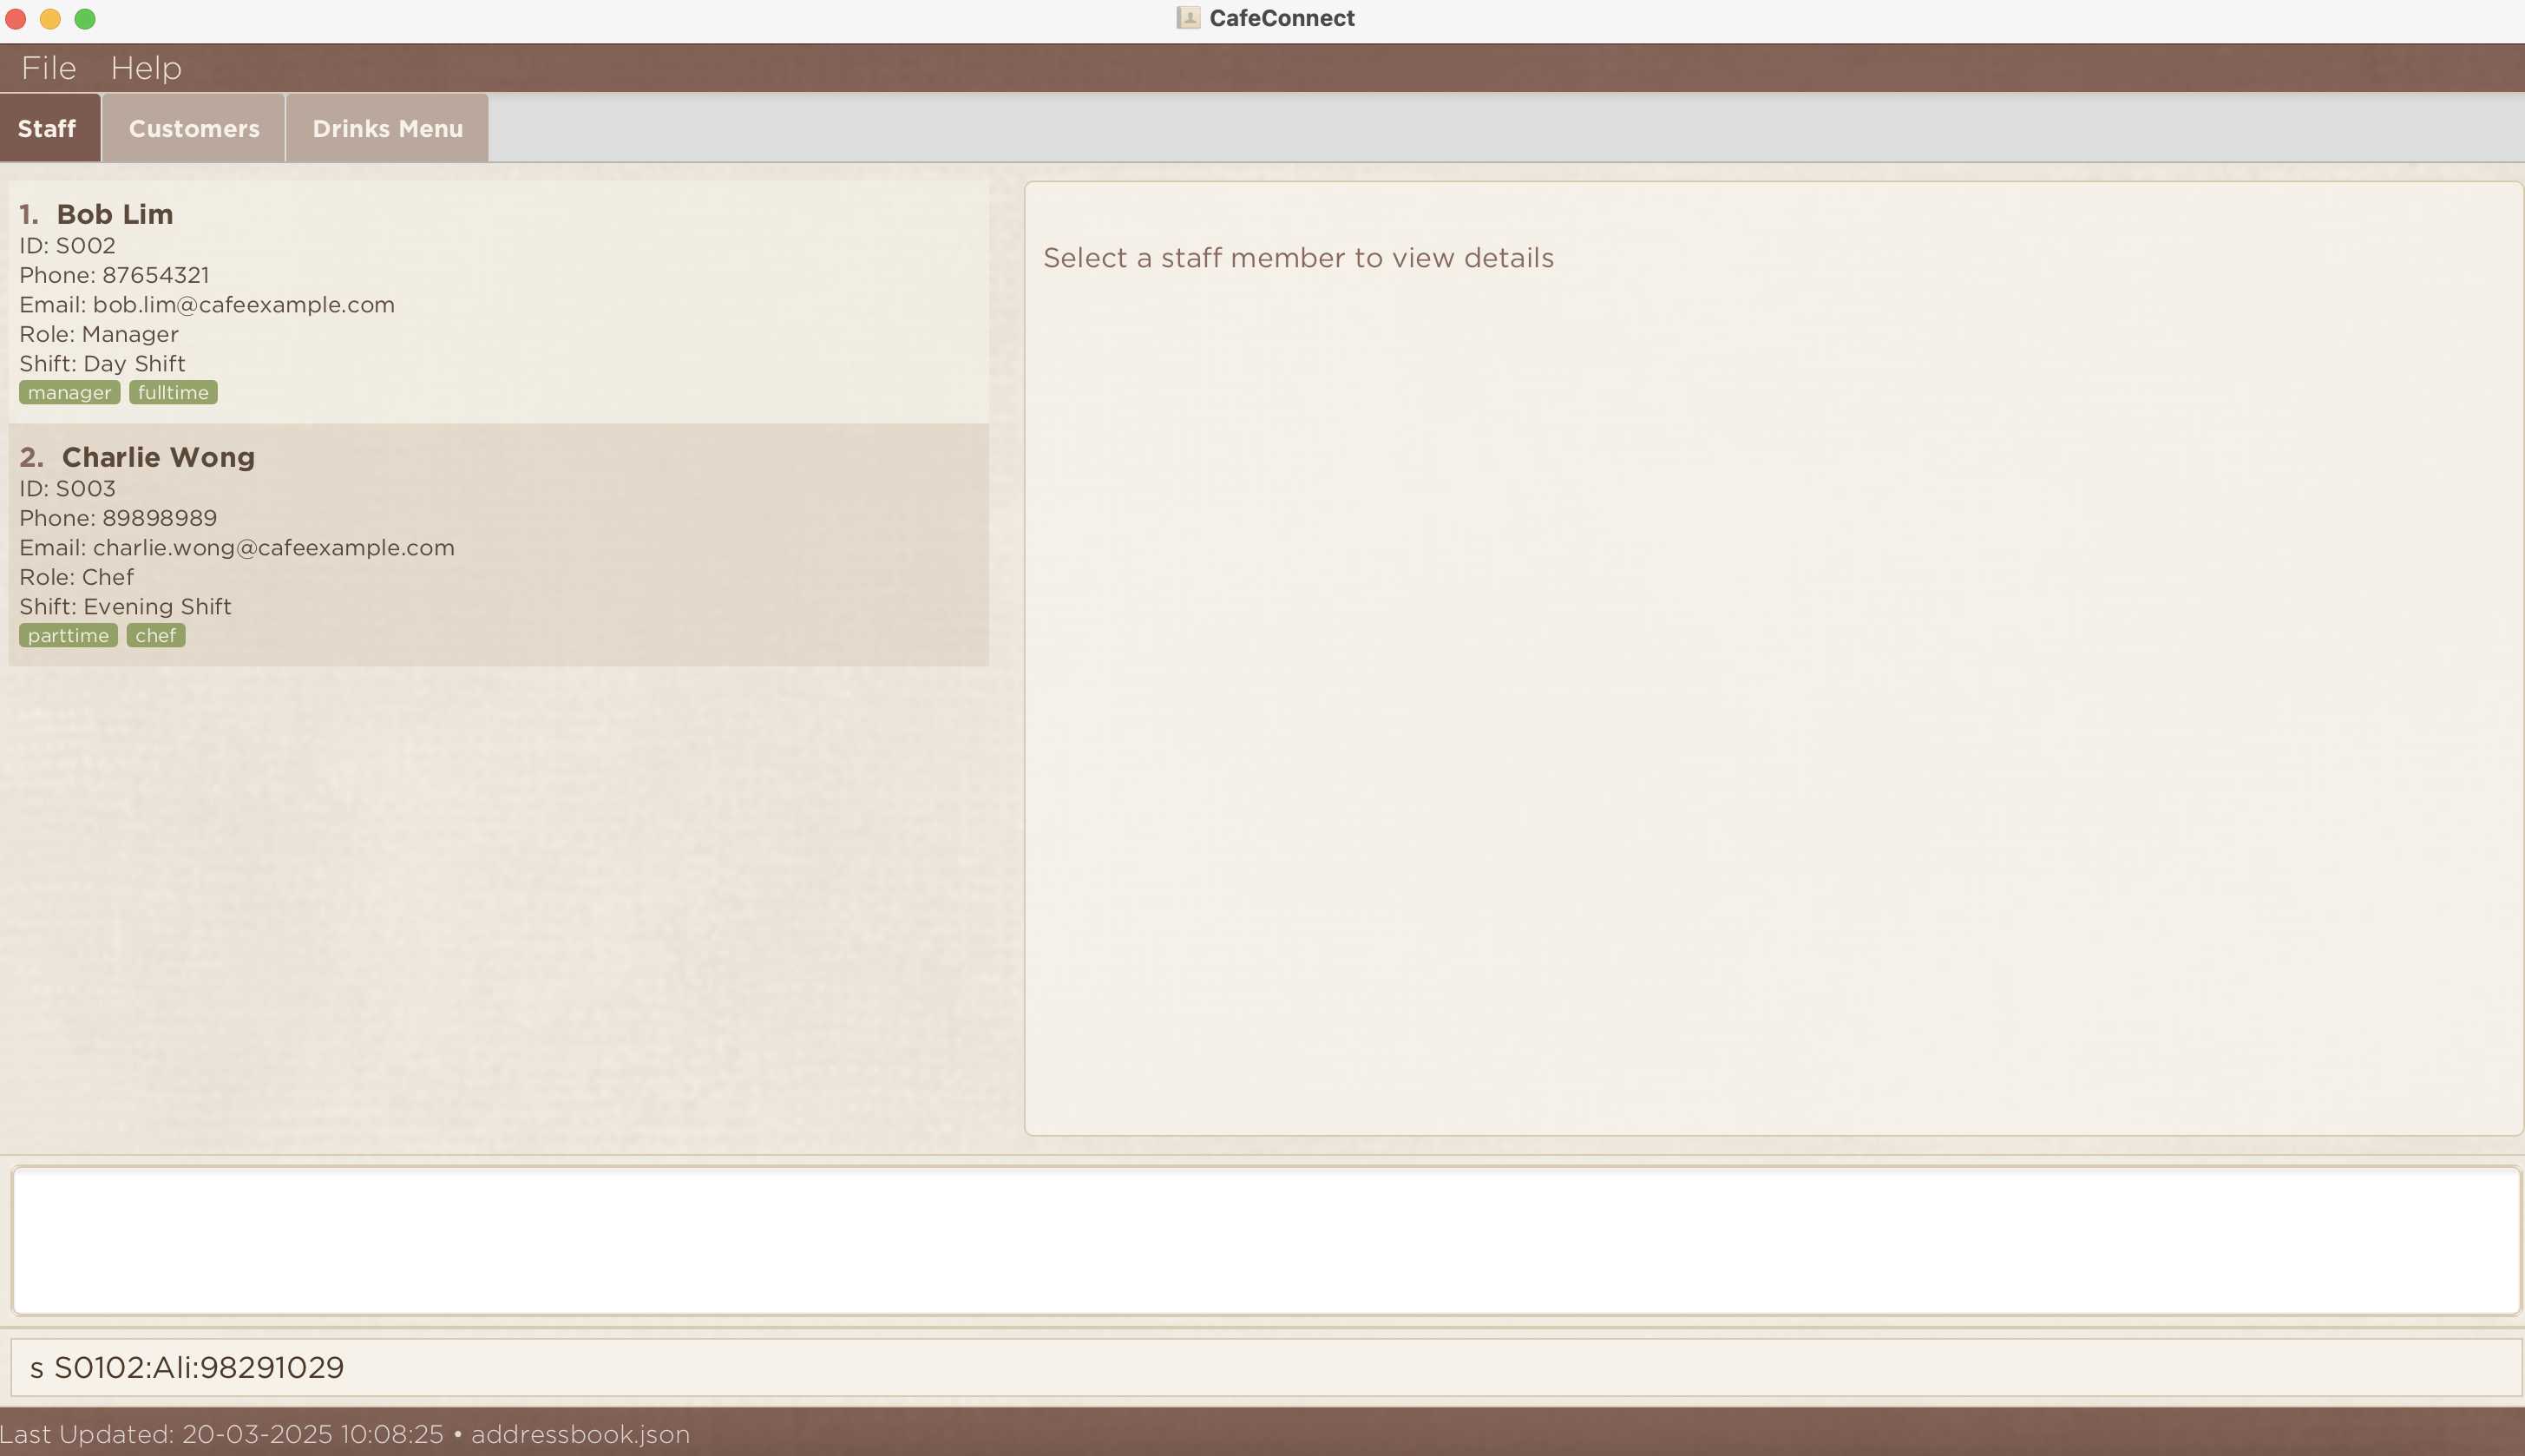 CafeConnect
File Help
Staff Customers Drinks Menu
1. Bob Lim
ID: S002
Phone: 87654321
Email: bob.lim@cafeexample.com
Role: Manager
Shift: Day Shift
manager fulltime
2. Charlie Wong
ID: S003
Phone: 89898989
Email: charlie.wong@cafeexample.com
Role: Chef
Shift: Evening Shift
parttime chef
Select a staff member to view details
s S0102:Ali:98291029
Last Updated: 20-03-2025 10:08:25 • addressbook.json